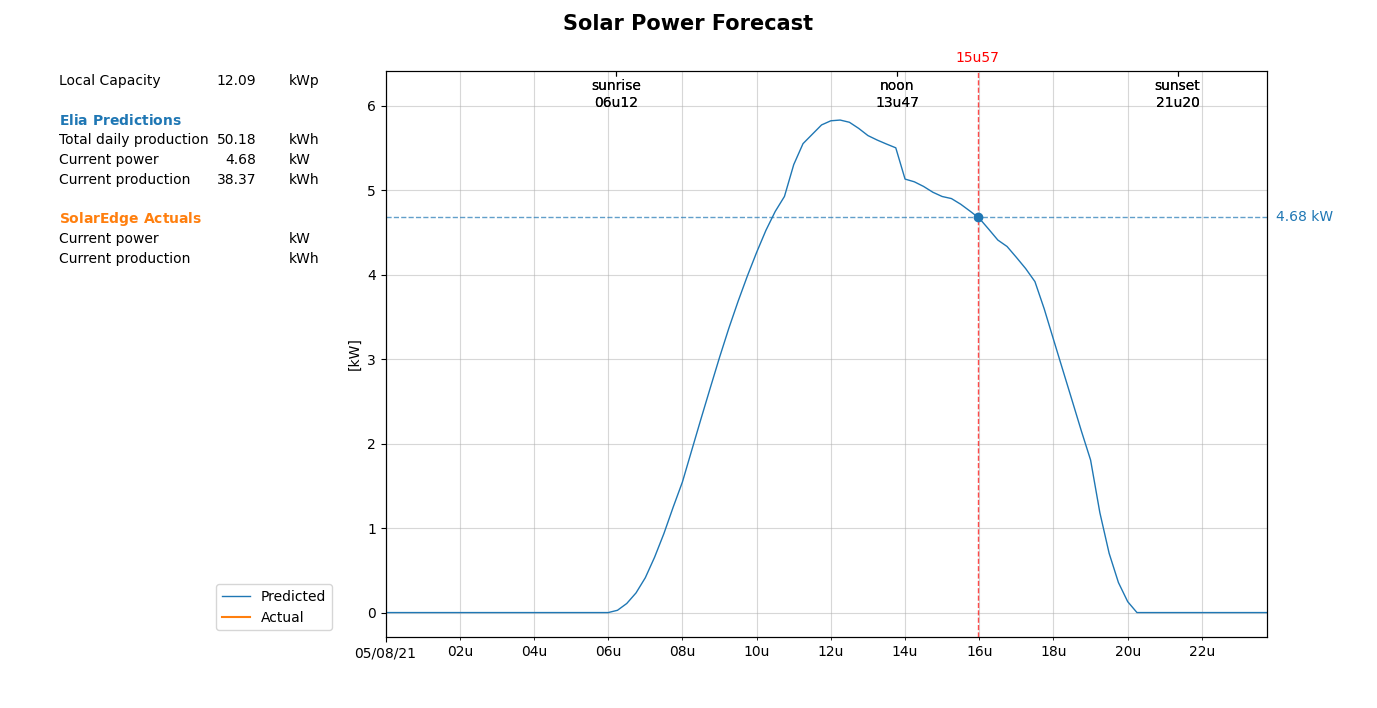 Solar Power Forecast
15u57
Local Capacity 12.09 kWp
Elia Predictions
Total daily production 50.18 kWh
Current power 4.68 kW
Current production 38.37 kWh
SolarEdge Actuals
Current power kW
Current production kWh
sunrise
06u12
noon
13u47
sunset
21u20
6
5
4
3
2
1
0
[kW]
4.68 kW
Predicted
Actual
05/08/21 02u 04u 06u 08u 10u 12u 14u 16u 18u 20u 22u